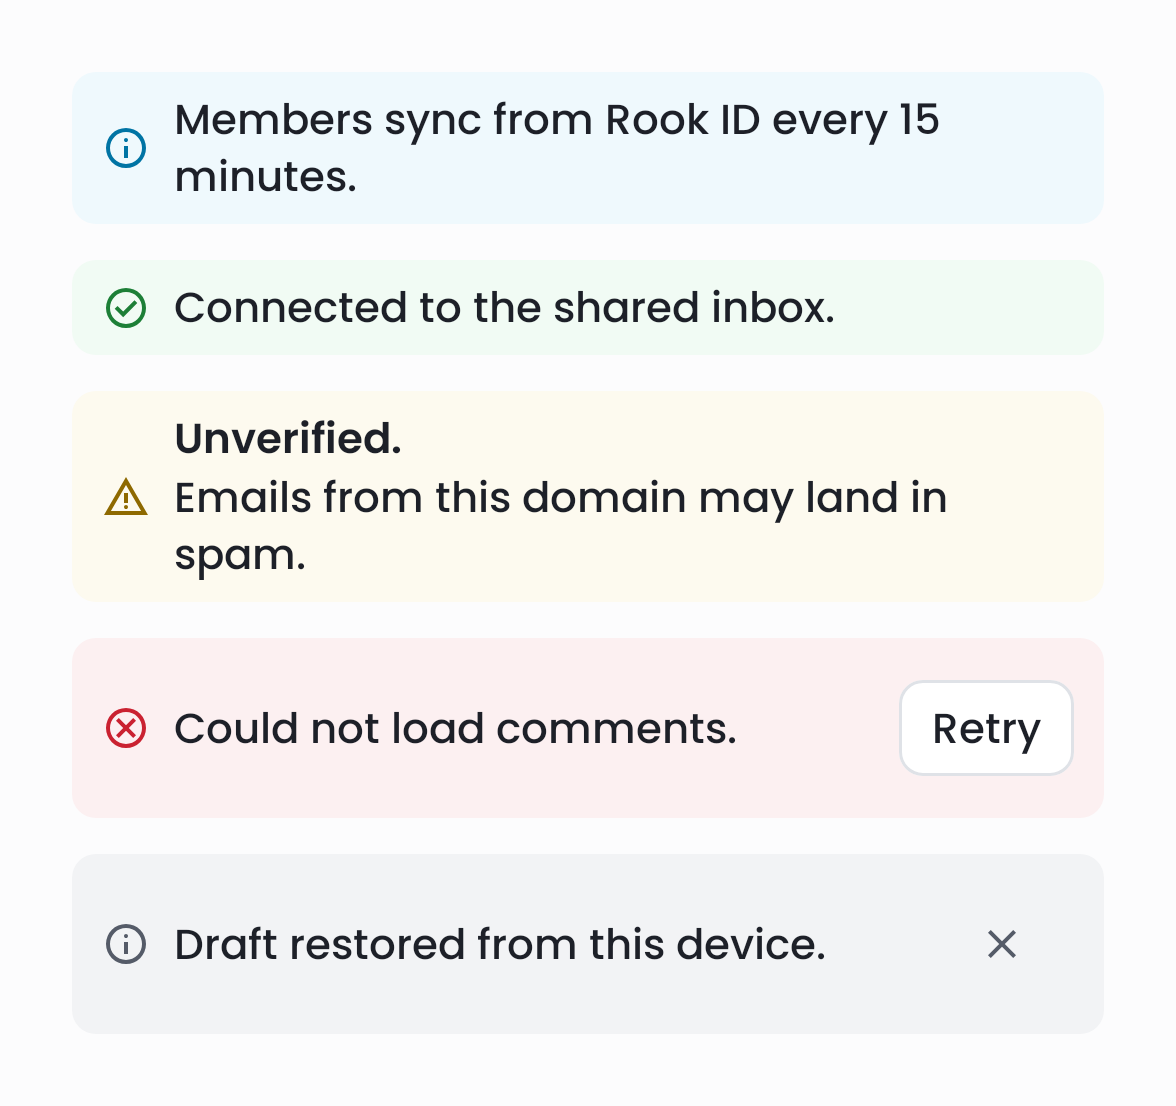 Members sync from Rook ID every 15
minutes.
Connected to the shared inbox.
Unverified.
Emails from this domain may land in
spam.
Could not load comments.
Retry
Draft restored from this device.